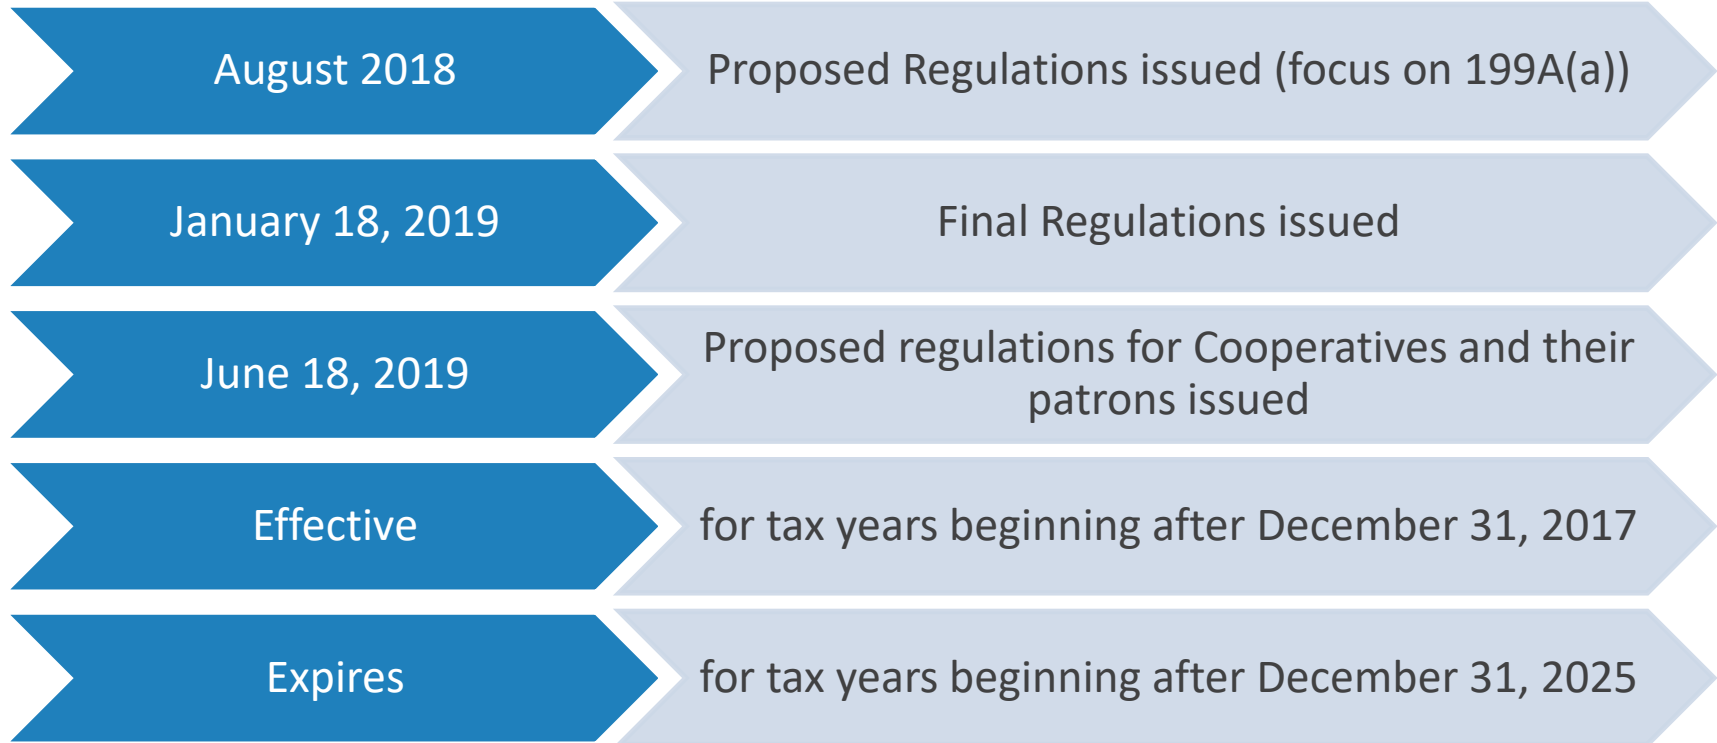 August 2018
Proposed Regulations issued (focus on 199A(a))
January 18, 2019
Final Regulations issued
June 18, 2019
Proposed regulations for Cooperatives and their
patrons issued
Effective
for tax years beginning after December 31, 2017
Expires
for tax years beginning after December 31, 2025